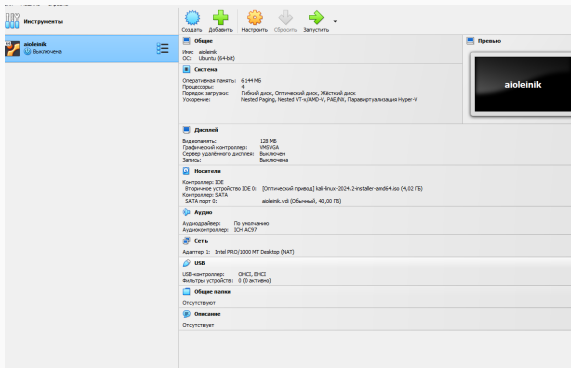 Инструменты
Создать Добавить Настроить Сбросить Запустить
aioleinik
Выключена
Общие
Имя: aioleinik
ОС: Ubuntu (64-bit)
Превью
aioleinik
Система
Оперативная память: 6144 МБ
Процессоры: 4
Порядок загрузки: Гибкий диск, Оптический диск, Жёсткий диск
Ускорение: Nested Paging, Nested VT-x/AMD-V, PAE/NX, Паравиртуализация Hyper-V
Дисплей
Видеопамять: 128 МБ
Графический контроллер: VMSVGA
Сервер удалённого дисплея: Выключен
Запись: Выключена
Носители
Контроллер: IDE
Вторичное устройство IDE 0: [Оптический привод] kali-linux-2024.2-installer-amd64.iso (4,02 ГБ)
Контроллер: SATA
SATA порт 0: aioleinik.vdi (Обычный, 40,00 ГБ)
Аудио
Аудиодрайвер: По умолчанию
Аудиоконтроллер: ICH AC97
Сеть
Адаптер 1: Intel PRO/1000 MT Desktop (NAT)
USB
USB-контроллер: OHCI, EHCI
Фильтры устройств: 0 (0 активно)
Общие папки
Отсутствуют
Описание
Отсутствует